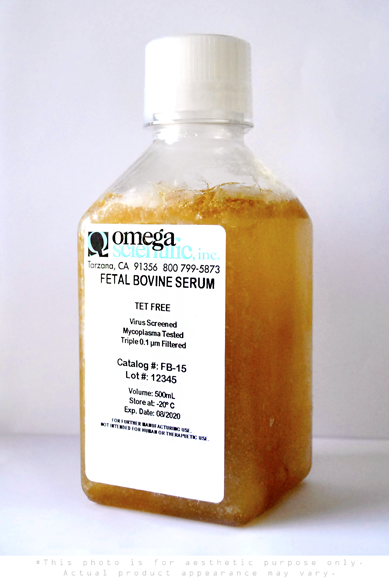 Ω omega
scientific, inc.
Tarzana, CA 91356 800 799-5873
FETAL BOVINE SERUM
TET FREE
Virus Screened
Mycoplasma Tested
Triple 0.1 µm Filtered
Catalog #: FB-15
Lot #: 12345
Volume: 500mL
Store at: -20º C
Exp. Date: 08/2020
FOR FURTHER MANUFACTURING USE.
NOT INTENDED FOR HUMAN OR THERAPEUTIC USE.
*This photo is for aesthetic purpose only.
Actual product appearance may vary.